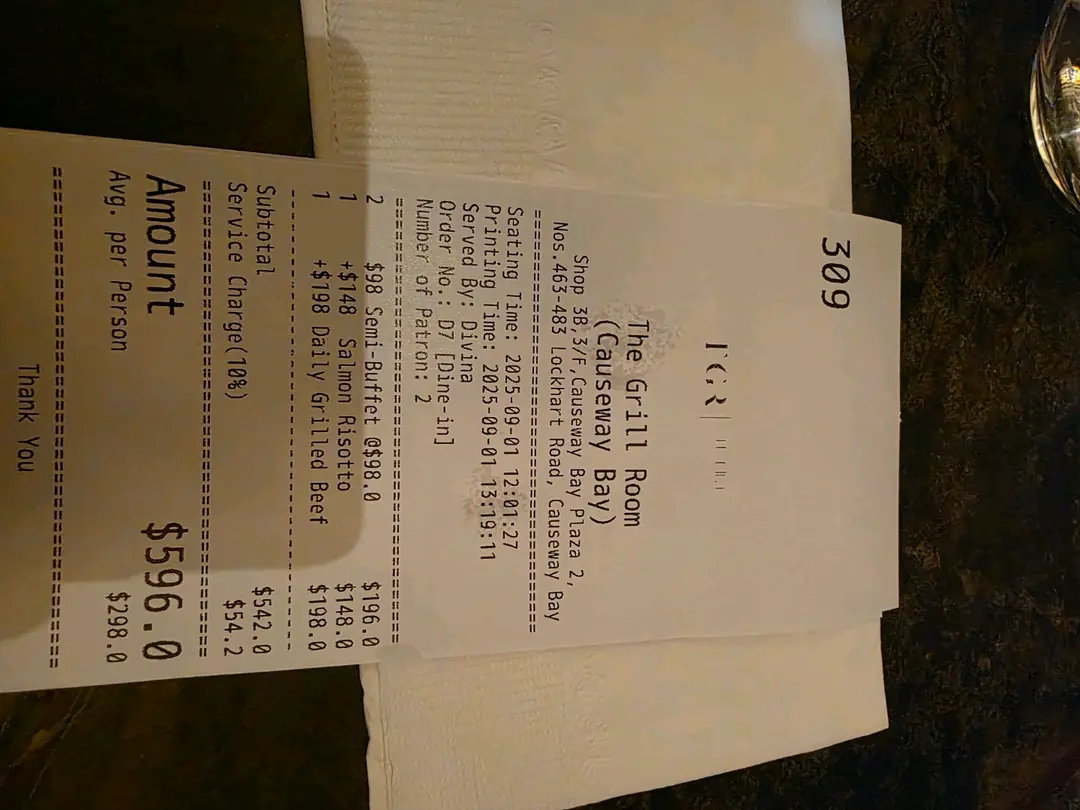 309
TGR
The Grill Room
(Causeway Bay)
Shop 3B,3/F,Causeway Bay Plaza 2,
Nos.463-483 Lockhart Road, Causeway Bay
Seating Time: 2025-09-01 12:01:27
Printing Time: 2025-09-01 13:19:11
Served By: Divina
Order No.: D7 [Dine-in]
Number of Patron: 2
2 $98 Semi-Buffet @$98.0 $196.0
1 +$148 Salmon Risotto $148.0
1 +$198 Daily Grilled Beef $198.0
Subtotal $542.0
Service Charge(10%) $54.2
Amount $596.0
Avg. per Person $298.0
Thank You